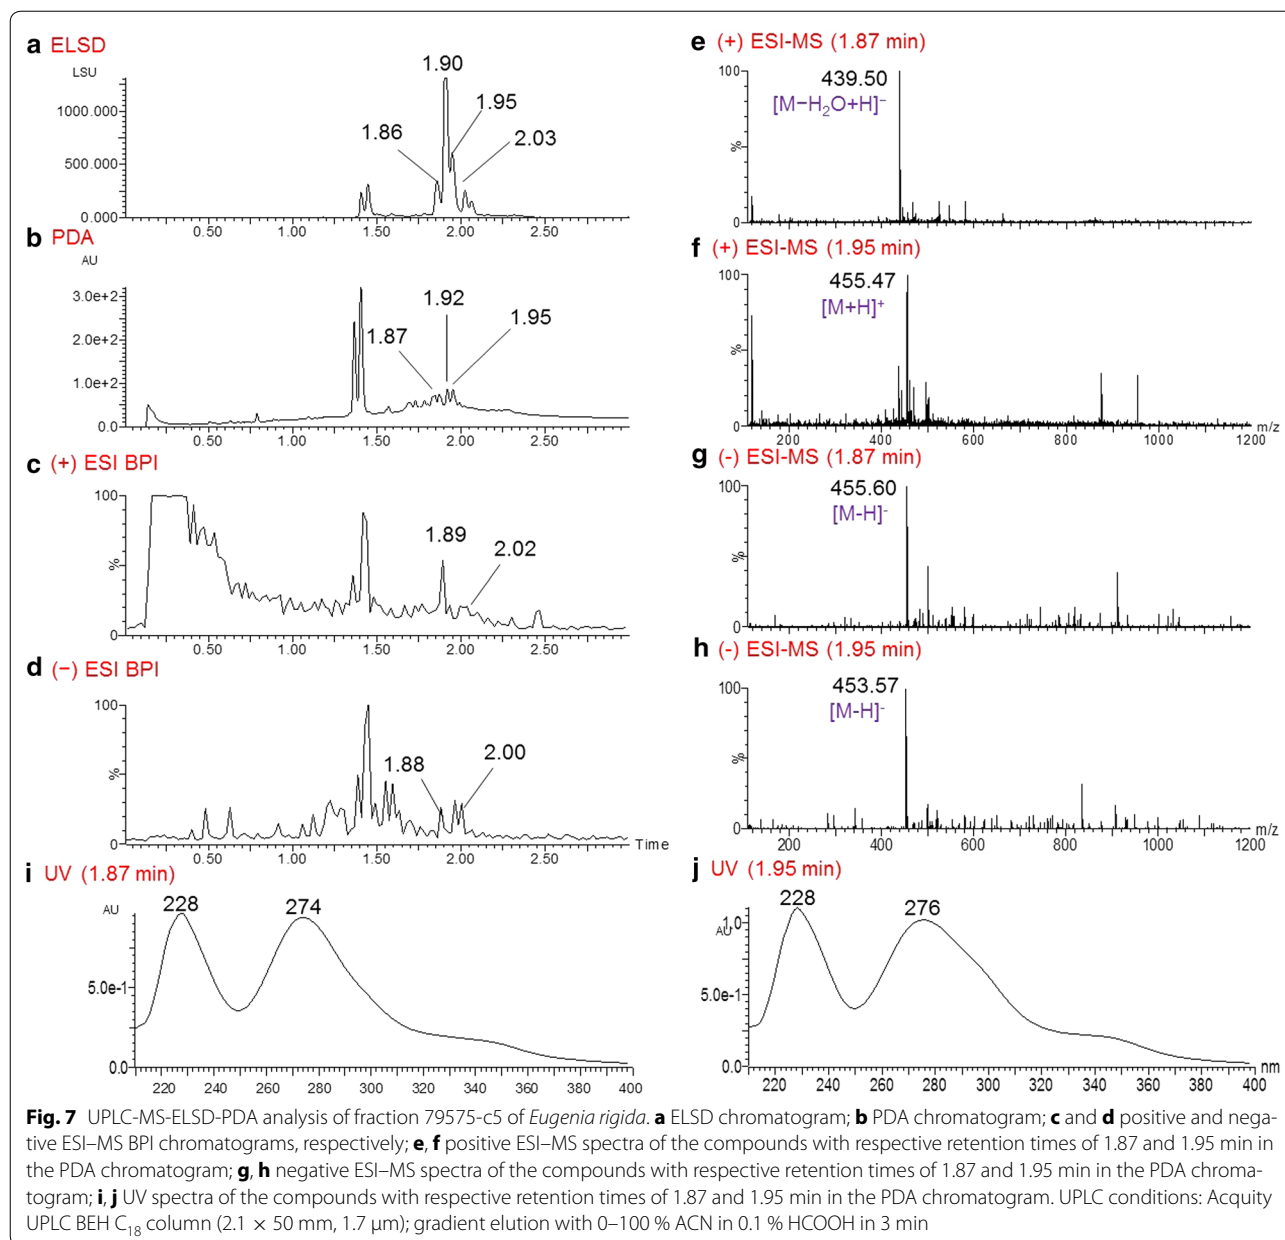 a ELSD
LSU
1000.000
500.000
0.000
1.86
1.90
1.95
2.03
0.50 1.00 1.50 2.00 2.50
b PDA
AU
3.0e+2
2.0e+2
1.0e+2
0.0
1.87
1.92
1.95
0.50 1.00 1.50 2.00 2.50
c (+) ESI BPI
100
%
0
1.89
2.02
0.50 1.00 1.50 2.00 2.50
d (−) ESI BPI
100
%
0
1.88
2.00
Time
0.50 1.00 1.50 2.00 2.50
e (+) ESI-MS (1.87 min)
100
%
0
439.50
[M−H₂O+H]⁻
f (+) ESI-MS (1.95 min)
100
%
0
455.47
[M+H]⁺
200 400 600 800 1000 1200
m/z
g (-) ESI-MS (1.87 min)
100
%
0
455.60
[M-H]⁻
h (-) ESI-MS (1.95 min)
100
%
0
453.57
[M-H]⁻
200 400 600 800 1000 1200
m/z
i UV (1.87 min)
AU
5.0e-1
0.0
228
274
220 240 260 280 300 320 340 360 380 400
j UV (1.95 min)
1.0
AU
5.0e-1
0.0
228
276
nm
220 240 260 280 300 320 340 360 380 400
Fig. 7 UPLC-MS-ELSD-PDA analysis of fraction 79575-c5 of Eugenia rigida. a ELSD chromatogram; b PDA chromatogram; c and d positive and nega-
tive ESI–MS BPI chromatograms, respectively; e, f positive ESI–MS spectra of the compounds with respective retention times of 1.87 and 1.95 min in
the PDA chromatogram; g, h negative ESI–MS spectra of the compounds with respective retention times of 1.87 and 1.95 min in the PDA chroma-
togram; i, j UV spectra of the compounds with respective retention times of 1.87 and 1.95 min in the PDA chromatogram. UPLC conditions: Acquity
UPLC BEH C₁₈ column (2.1 × 50 mm, 1.7 μm); gradient elution with 0–100 % ACN in 0.1 % HCOOH in 3 min